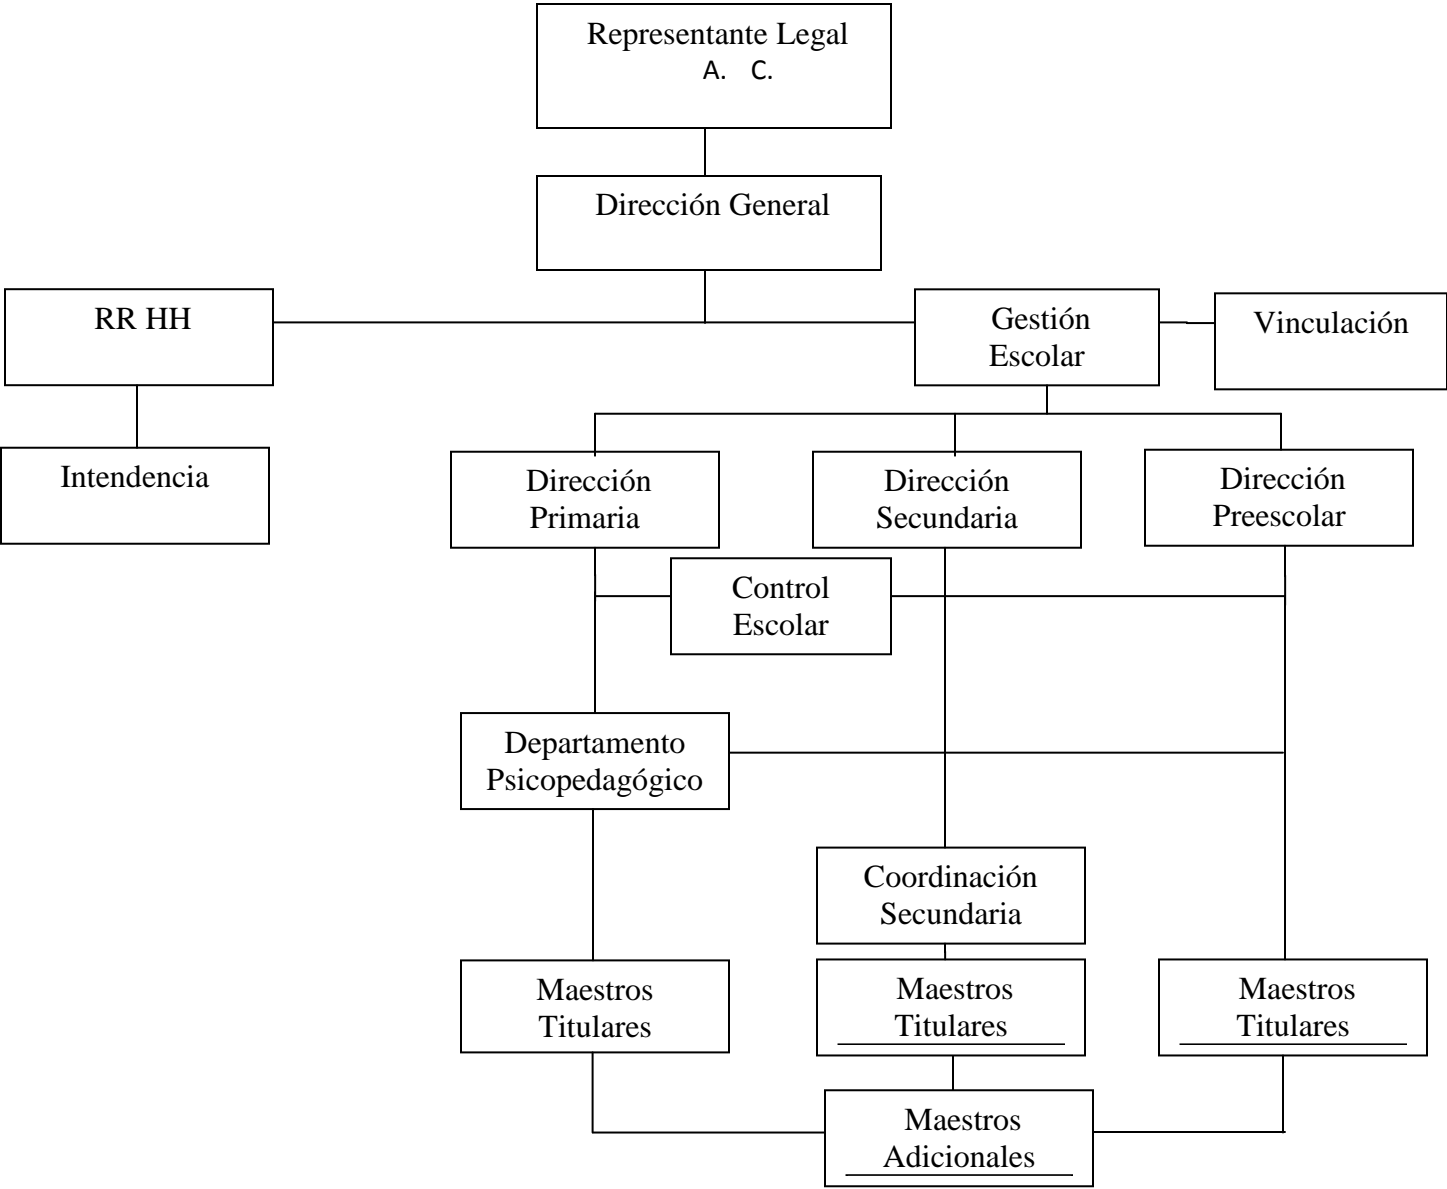 Representante Legal
A. C.
Dirección General
RR HH
Gestión
Escolar
Vinculación
Intendencia
Dirección
Primaria
Dirección
Secundaria
Dirección
Preescolar
Control
Escolar
Departamento
Psicopedagógico
Coordinación
Secundaria
Maestros
Titulares
Maestros
Titulares
Maestros
Titulares
Maestros
Adicionales